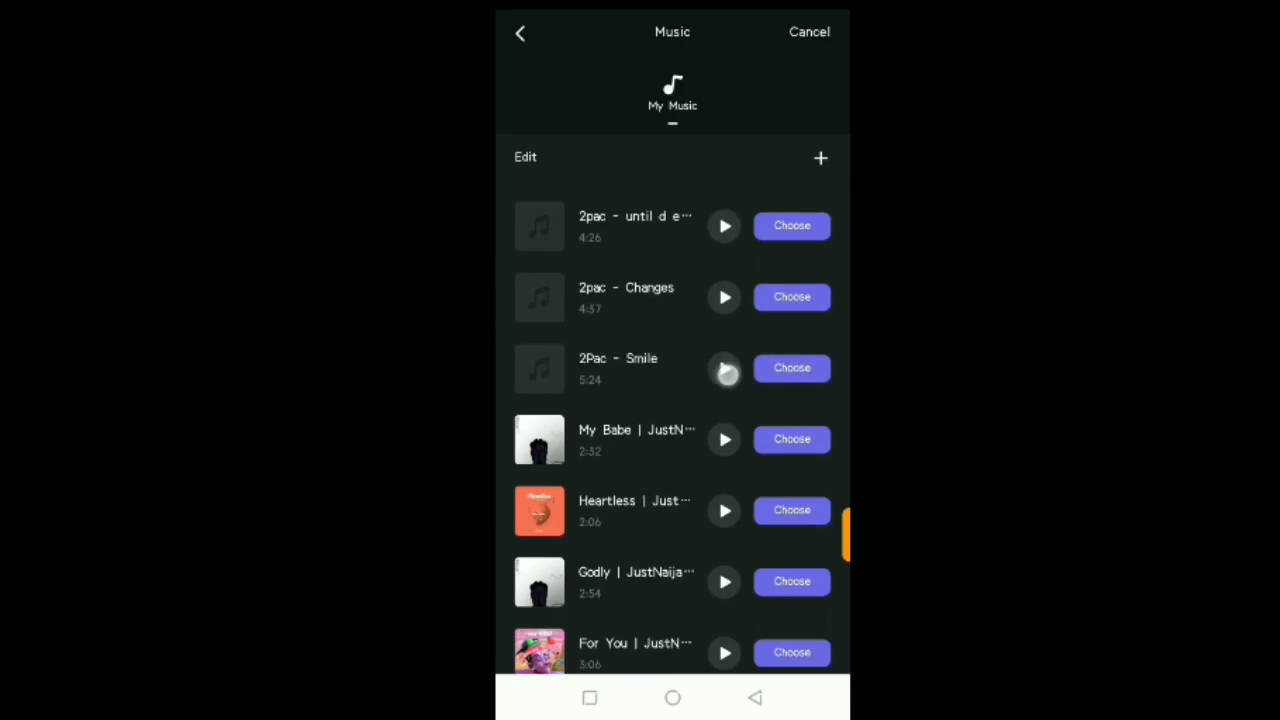 Music
Cancel
My Music
Edit
2pac - until d e...
4:26
Choose
2pac - Changes
4:37
Choose
2Pac - Smile
5:24
Choose
My Babe | JustN...
2:32
Choose
Heartless | Just...
2:06
Choose
Godly | JustNaija...
2:54
Choose
For You | JustN...
3:06
Choose